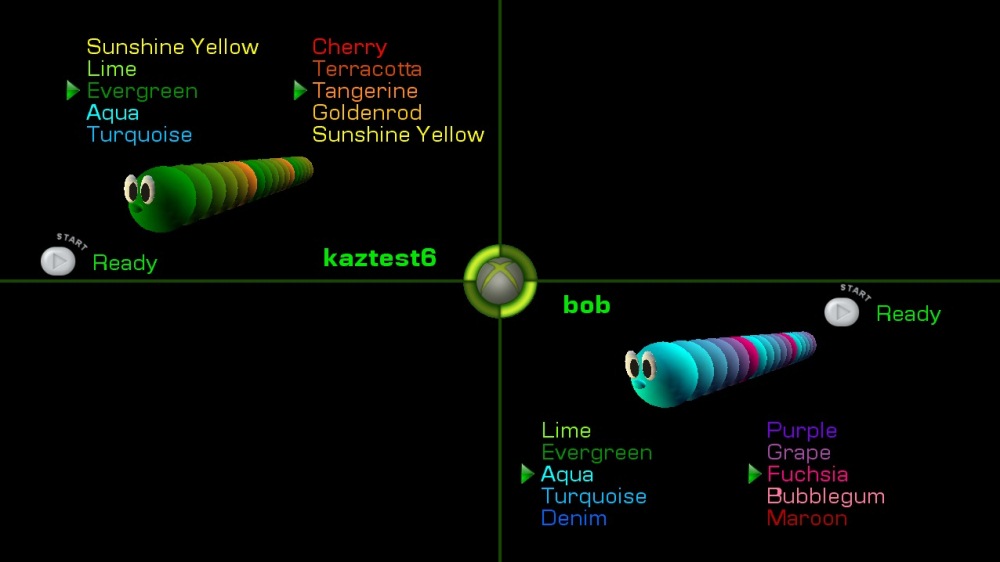 Sunshine Yellow
Lime
Evergreen
Aqua
Turquoise
Cherry
Terracotta
Tangerine
Goldenrod
Sunshine Yellow
START
Ready
kaztest6
bob
START
Ready
Lime
Evergreen
Aqua
Turquoise
Denim
Purple
Grape
Fuchsia
Bubblegum
Maroon